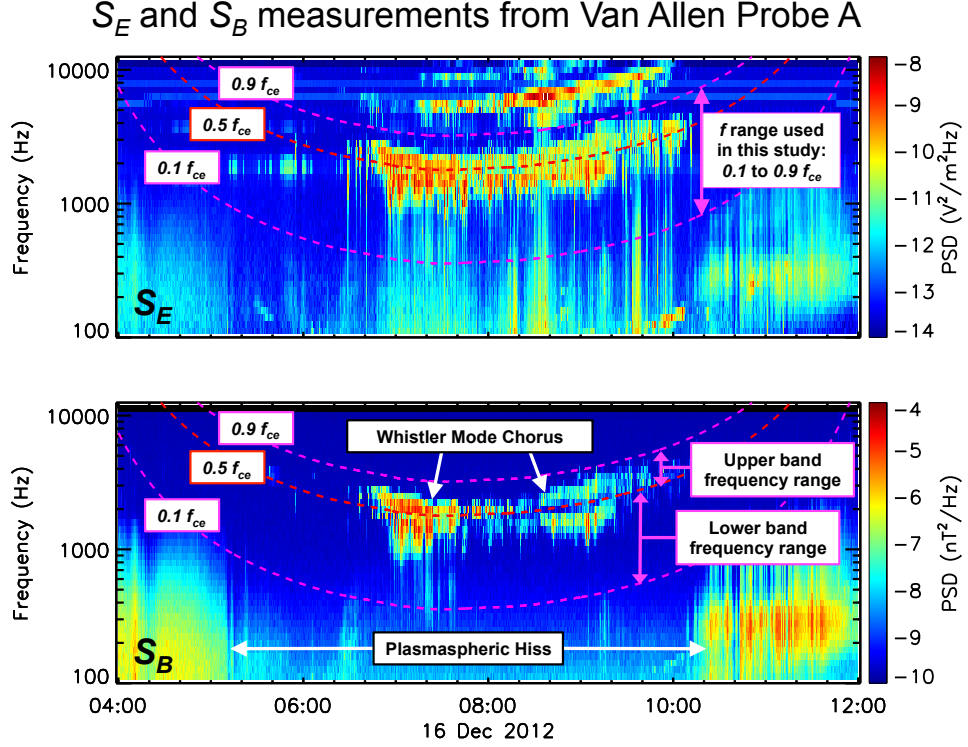 S_E and S_B measurements from Van Allen Probe A
10000
1000
100
Frequency (Hz)
0.9 f_ce
0.5 f_ce
0.1 f_ce
f range used
in this study:
0.1 to 0.9 f_ce
S_E
−8
−9
−10
−11
−12
−13
−14
PSD (V²/m²Hz)
10000
1000
100
Frequency (Hz)
0.9 f_ce
0.5 f_ce
0.1 f_ce
Whistler Mode Chorus
Upper band
frequency range
Lower band
frequency range
Plasmaspheric Hiss
S_B
−4
−5
−6
−7
−8
−9
−10
PSD (nT²/Hz)
04:00 06:00 08:00 10:00 12:00
16 Dec 2012